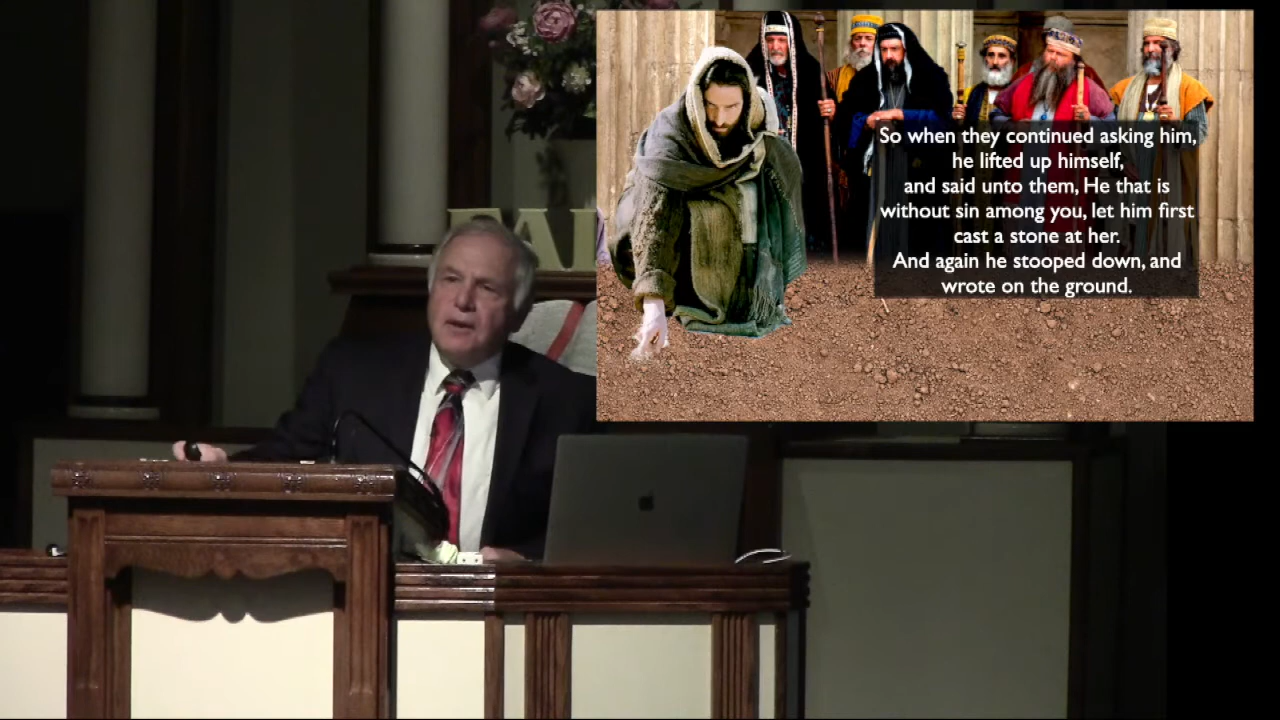 So when they continued asking him,
he lifted up himself,
and said unto them, He that is
without sin among you, let him first
cast a stone at her.
And again he stooped down, and
wrote on the ground.